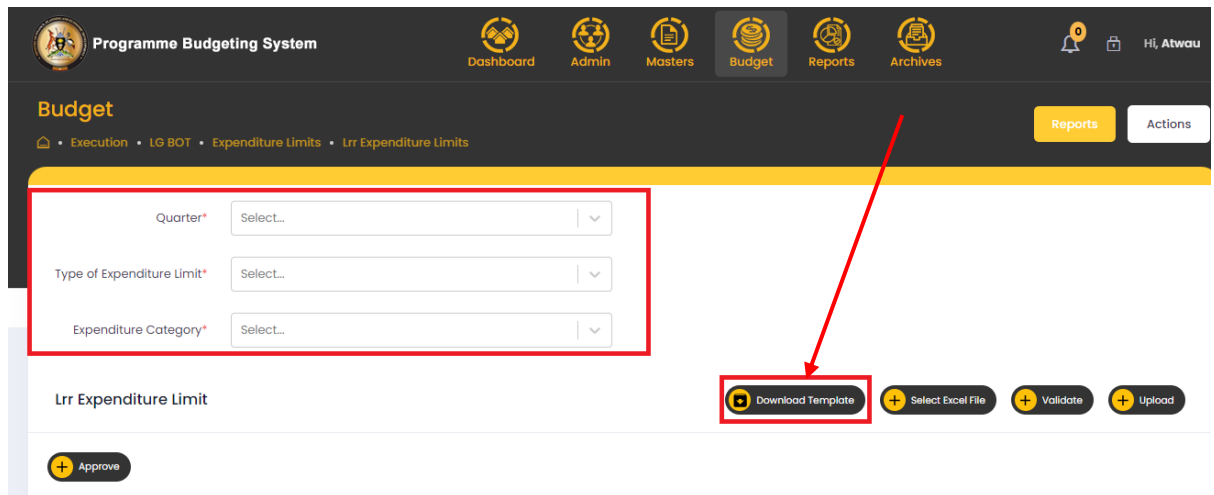 Programme Budgeting System
Dashboard
Admin
Masters
Budget
Reports
Archives
0
Hi, Atwau
Budget
• Execution • LG BOT • Expenditure Limits • Lrr Expenditure Limits
Reports
Actions
Quarter*
Select...
Type of Expenditure Limit*
Select...
Expenditure Category*
Select...
Lrr Expenditure Limit
Download Template
Select Excel File
Validate
Upload
Approve